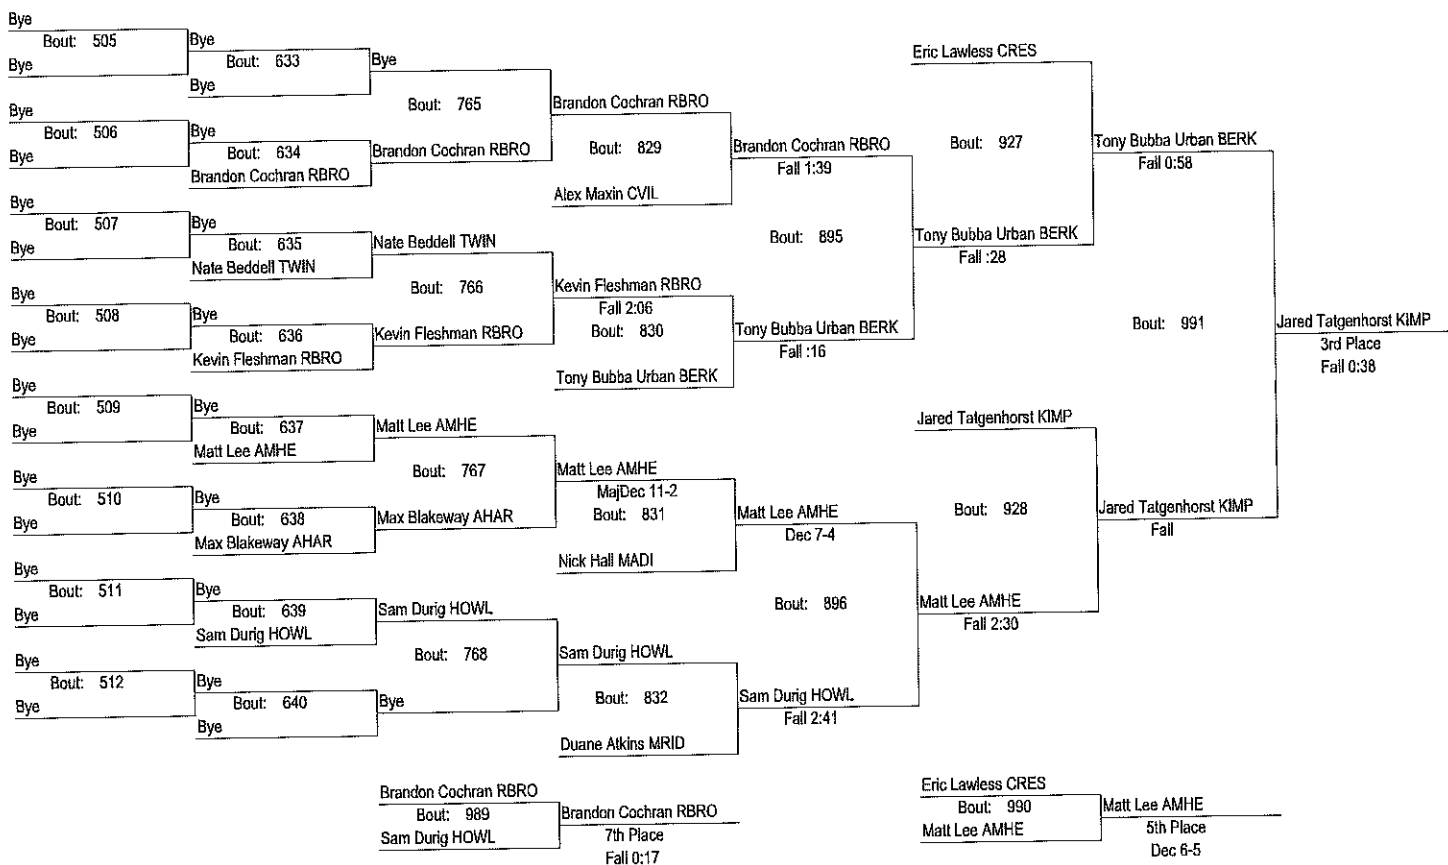 Bye
Bout: 505
Bye
Bye
Bout: 506
Bye
Bye
Bout: 507
Bye
Bye
Bout: 508
Bye
Bye
Bout: 509
Bye
Bye
Bout: 510
Bye
Bye
Bout: 511
Bye
Bye
Bout: 512
Bye
Bye
Bout: 633
Bye
Bye
Bout: 634
Brandon Cochran RBRO
Bye
Bout: 635
Nate Beddell TWIN
Bye
Bout: 636
Kevin Fleshman RBRO
Bye
Bout: 637
Matt Lee AMHE
Bye
Bout: 638
Max Blakeway AHAR
Bye
Bout: 639
Sam Durig HOWL
Bye
Bout: 640
Bye
Bye
Bout: 765
Brandon Cochran RBRO
Nate Beddell TWIN
Bout: 766
Kevin Fleshman RBRO
Matt Lee AMHE
Bout: 767
Max Blakeway AHAR
Sam Durig HOWL
Bout: 768
Bye
Brandon Cochran RBRO
Bout: 829
Alex Maxin CVIL
Kevin Fleshman RBRO
Fall 2:06
Bout: 830
Tony Bubba Urban BERK
Matt Lee AMHE
MajDec 11-2
Bout: 831
Nick Hall MADI
Sam Durig HOWL
Bout: 832
Duane Atkins MRID
Brandon Cochran RBRO
Fall 1:39
Bout: 895
Tony Bubba Urban BERK
Fall :16
Matt Lee AMHE
Dec 7-4
Bout: 896
Sam Durig HOWL
Fall 2:41
Eric Lawless CRES
Bout: 927
Tony Bubba Urban BERK
Fall :28
Jared Tatgenhorst KIMP
Bout: 928
Matt Lee AMHE
Fall 2:30
Tony Bubba Urban BERK
Fall 0:58
Bout: 991
Jared Tatgenhorst KIMP
Fall
Jared Tatgenhorst KIMP
3rd Place
Fall 0:38
Brandon Cochran RBRO
Bout: 989
Sam Durig HOWL
Brandon Cochran RBRO
7th Place
Fall 0:17
Eric Lawless CRES
Bout: 990
Matt Lee AMHE
Matt Lee AMHE
5th Place
Dec 6-5